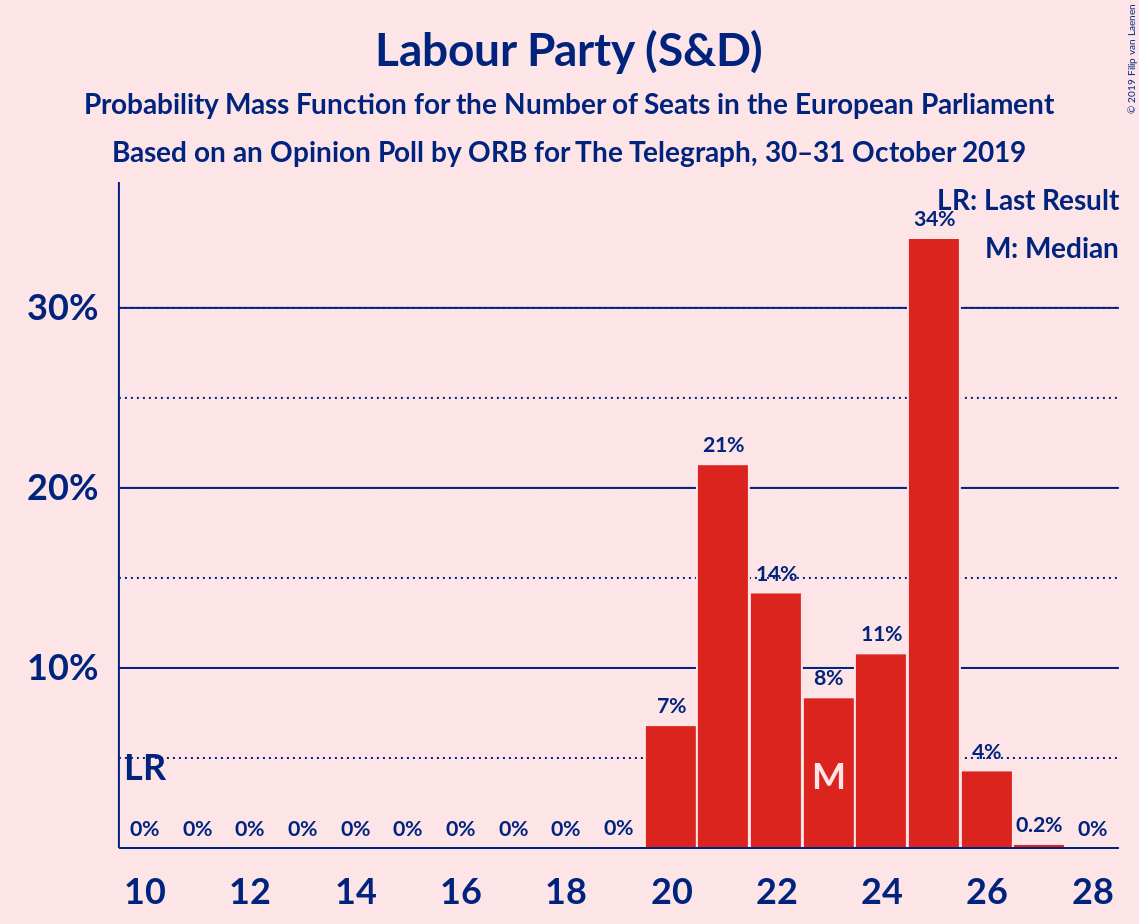 Labour Party (S&D)
Probability Mass Function for the Number of Seats in the European Parliament
Based on an Opinion Poll by ORB for The Telegraph, 30–31 October 2019
© 2019 Filip van Laenen
LR: Last Result
M: Median
34%
30%
21%
20%
14%
11%
10%
8%
7%
4%
LR
M
0% 0% 0% 0% 0% 0% 0% 0% 0% 0% 0.2% 0%
10 12 14 16 18 20 22 24 26 28